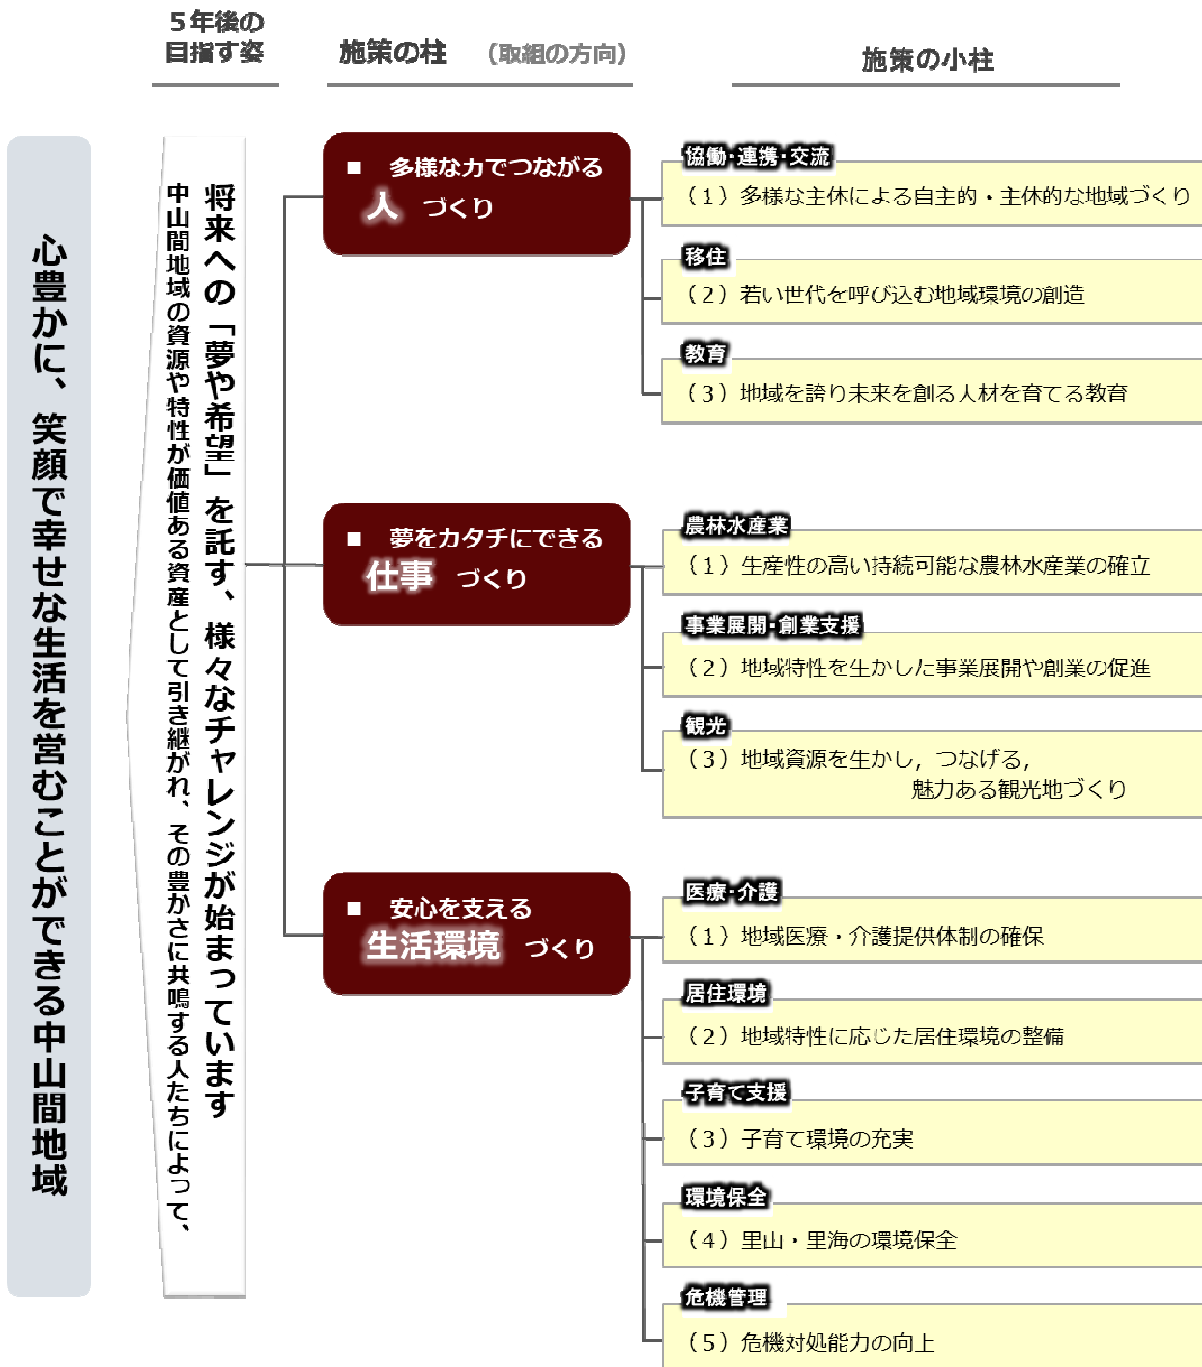 ５年後の
目指す姿
施策の柱 （取組の方向）
施策の小柱
心豊かに、笑顔で幸せな生活を営むことができる中山間地域
将来への「夢や希望」を託す、様々なチャレンジが始まっています
中山間地域の資源や特性が価値ある資産として引き継がれ、その豊かさに共鳴する人たちによって、
■ 多様な力でつながる
人 づくり
協働・連携・交流
（１）多様な主体による自主的・主体的な地域づくり
移住
（２）若い世代を呼び込む地域環境の創造
教育
（３）地域を誇り未来を創る人材を育てる教育
■ 夢をカタチにできる
仕事 づくり
農林水産業
（１）生産性の高い持続可能な農林水産業の確立
事業展開・創業支援
（２）地域特性を生かした事業展開や創業の促進
観光
（３）地域資源を生かし，つなげる，
魅力ある観光地づくり
■ 安心を支える
生活環境 づくり
医療・介護
（１）地域医療・介護提供体制の確保
居住環境
（２）地域特性に応じた居住環境の整備
子育て支援
（３）子育て環境の充実
環境保全
（４）里山・里海の環境保全
危機管理
（５）危機対処能力の向上